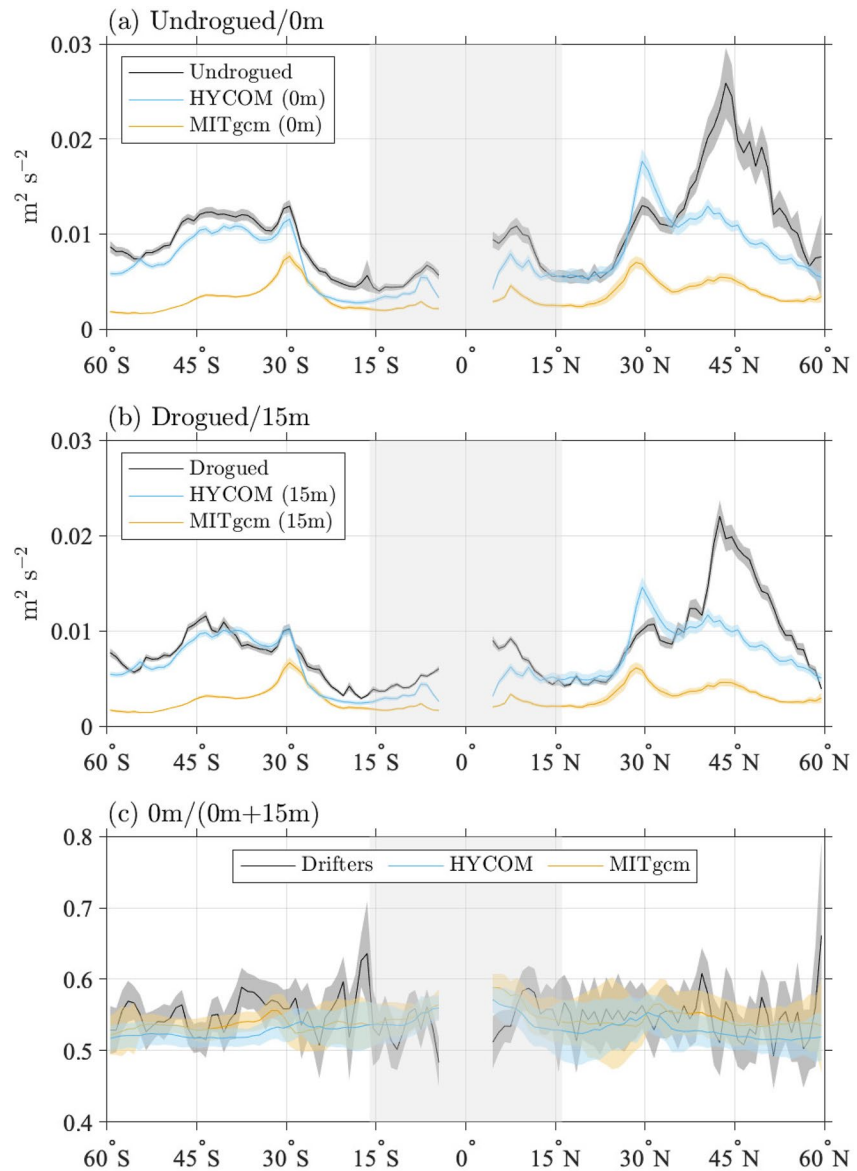 (a) Undrogued/0m
0.03
0.02
0.01
0
m² s⁻²
Undrogued
HYCOM (0m)
MITgcm (0m)
60° S 45° S 30° S 15° S 0° 15° N 30° N 45° N 60° N
(b) Drogued/15m
0.03
0.02
0.01
0
m² s⁻²
Drogued
HYCOM (15m)
MITgcm (15m)
60° S 45° S 30° S 15° S 0° 15° N 30° N 45° N 60° N
(c) 0m/(0m+15m)
0.8
0.7
0.6
0.5
0.4
Drifters HYCOM MITgcm
60° S 45° S 30° S 15° S 0° 15° N 30° N 45° N 60° N